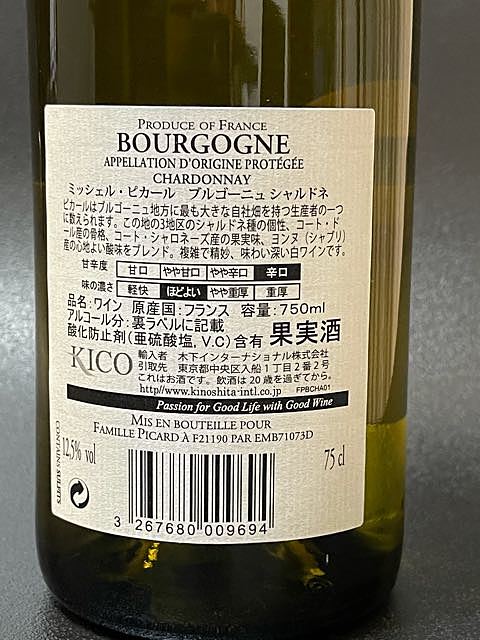 PRODUCE OF FRANCE
BOURGOGNE
APPELLATION D'ORIGINE PROTÉGÉE
CHARDONNAY
ミッシェル・ピカール ブルゴーニュ シャルドネ
ピカールはブルゴーニュ地方に最も大きな自社畑を持つ生産者の一つ
に数えられます。この地の3地区のシャルドネ種の個性、コート・ド・
ール産の骨格、コート・シャロネーズ産の果実味、ヨンヌ（シャブリ）
産の心地よい酸味をブレンド。複雑で精妙、味わい深い白ワインです。
甘辛度 甘口 やや甘口 やや辛口 辛口
味の濃さ 軽快 ほどよい やや重厚 重厚
品名：ワイン 原産国：フランス 容量：750ml
アルコール分：裏ラベルに記載
酸化防止剤（亜硫酸塩, V.C）含有 果実酒
KICO 輸入者 木下インターナショナル株式会社
引取先 東京都中央区入船1丁目2番2号
これはお酒です。飲酒は20歳を過ぎてから。
http//www.kinoshita-intl.co.jp FPBCHA01
Passion for Good Life with Good Wine
MIS EN BOUTEILLE POUR
FAMILLE PICARD À F21190 PAR EMB71073D
CONTAINS SULFITS
12,5% vol
75 cl
3 267680 009694